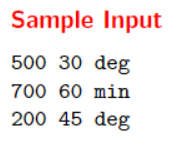 Sample Input
500 30 deg
700 60 min
200 45 deg